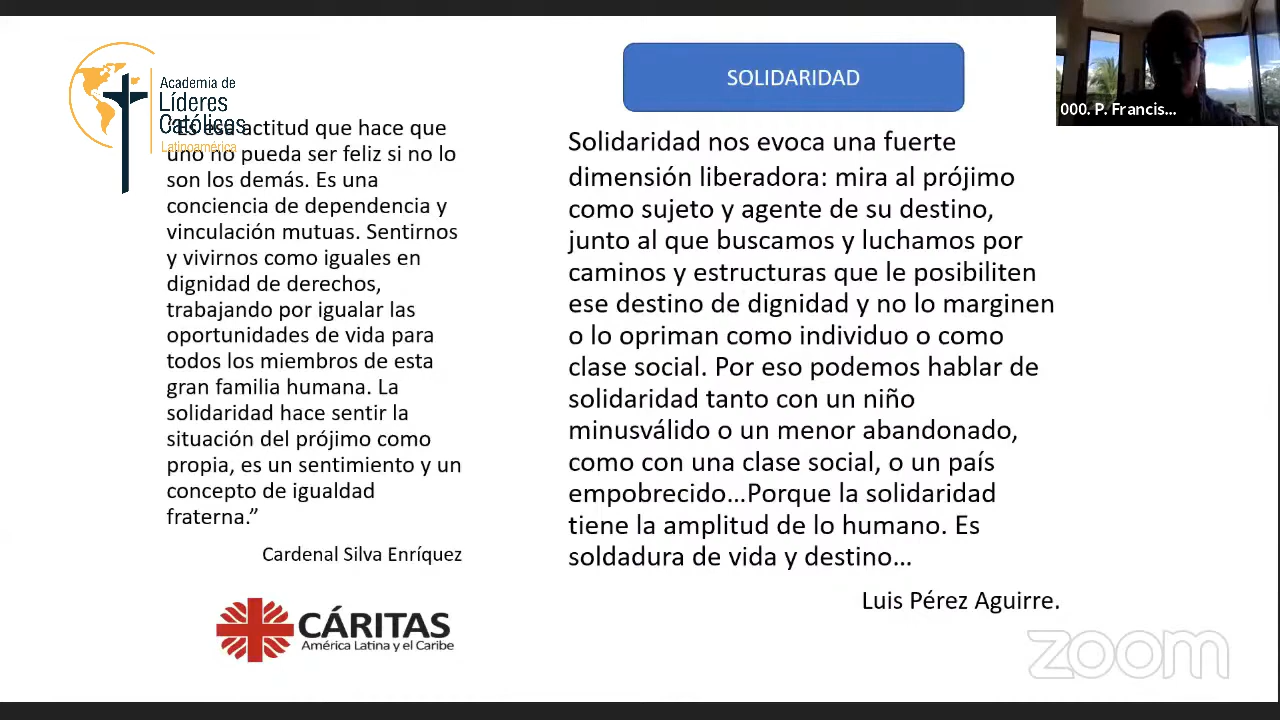 Academia de
Líderes
Católicos
Latinoamérica
“Es esa actitud que hace que
uno no pueda ser feliz si no lo
son los demás. Es una
conciencia de dependencia y
vinculación mutuas. Sentirnos
y vivirnos como iguales en
dignidad de derechos,
trabajando por igualar las
oportunidades de vida para
todos los miembros de esta
gran familia humana. La
solidaridad hace sentir la
situación del prójimo como
propia, es un sentimiento y un
concepto de igualdad
fraterna.”
Cardenal Silva Enríquez
CÁRITAS
América Latina y el Caribe
SOLIDARIDAD
Solidaridad nos evoca una fuerte
dimensión liberadora: mira al prójimo
como sujeto y agente de su destino,
junto al que buscamos y luchamos por
caminos y estructuras que le posibiliten
ese destino de dignidad y no lo marginen
o lo opriman como individuo o como
clase social. Por eso podemos hablar de
solidaridad tanto con un niño
minusválido o un menor abandonado,
como con una clase social, o un país
empobrecido…Porque la solidaridad
tiene la amplitud de lo humano. Es
soldadura de vida y destino…
Luis Pérez Aguirre.
000. P. Francis...
zoom